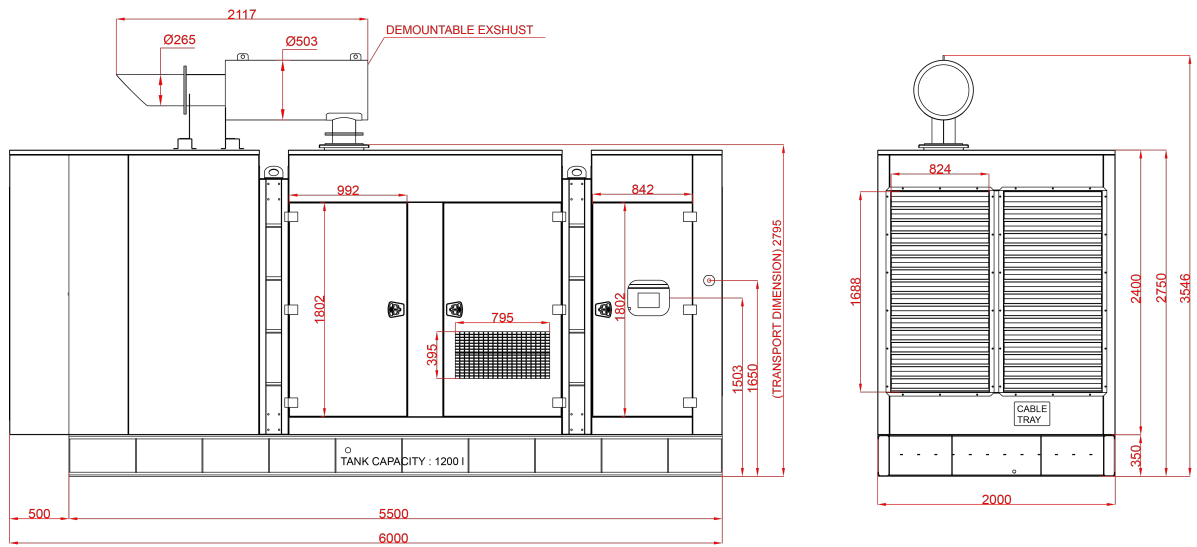 2117
Ø265
Ø503
DEMOUNTABLE EXSHUST
992
842
824
1802
1802
795
395
1503
1650
(TRANSPORT DIMENSION) 2795
1688
2400
2750
3546
CABLE
TRAY
350
TANK CAPACITY : 1200 l
500
5500
6000
2000